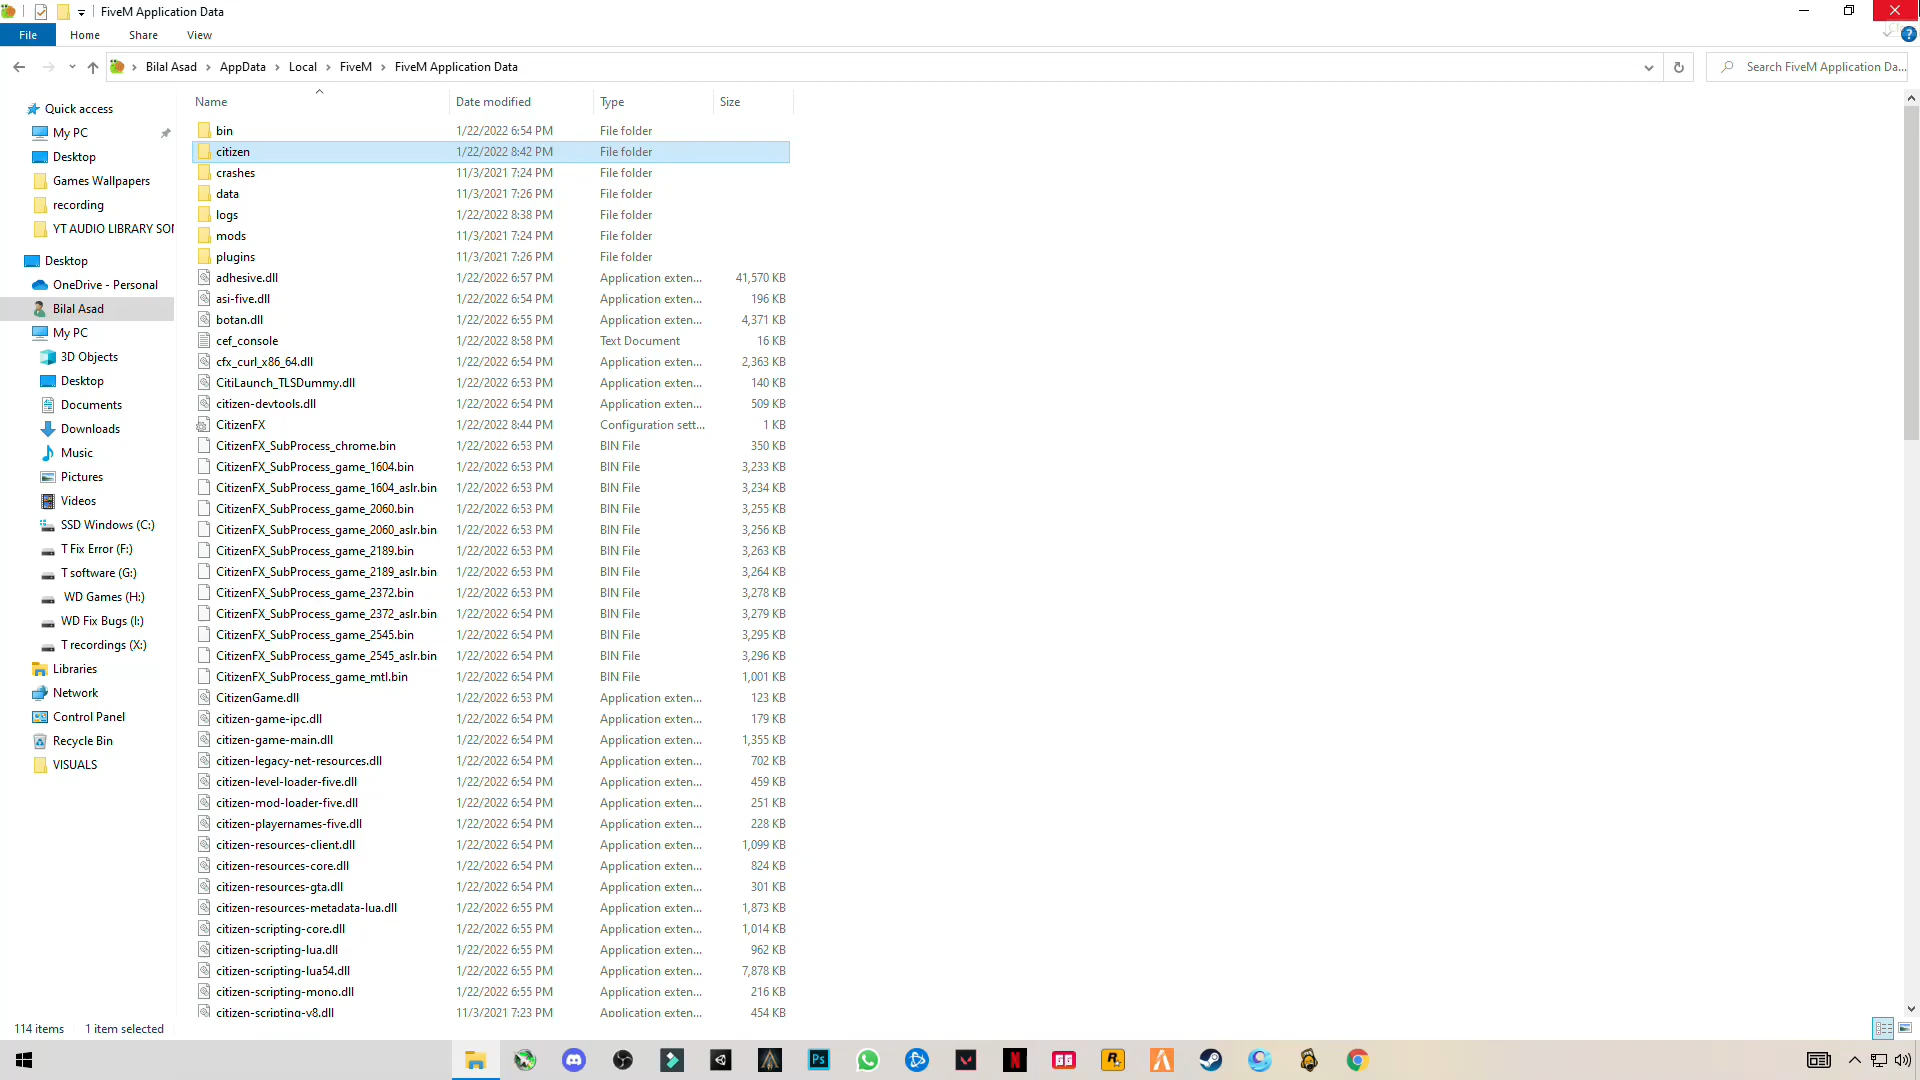 FiveM Application Data
File Home Share View
Bilal Asad AppData Local FiveM FiveM Application Data
Search FiveM Application Da...
Name Date modified Type Size
Quick access
My PC
Desktop
Games Wallpapers
recording
YT AUDIO LIBRARY SO
Desktop
OneDrive - Personal
Bilal Asad
My PC
3D Objects
Desktop
Documents
Downloads
Music
Pictures
Videos
SSD Windows (C:)
T Fix Error (F:)
T software (G:)
WD Games (H:)
WD Fix Bugs (I:)
T recordings (X:)
Libraries
Network
Control Panel
Recycle Bin
VISUALS
bin 1/22/2022 6:54 PM File folder
citizen 1/22/2022 8:42 PM File folder
crashes 11/3/2021 7:24 PM File folder
data 11/3/2021 7:26 PM File folder
logs 1/22/2022 8:38 PM File folder
mods 11/3/2021 7:24 PM File folder
plugins 11/3/2021 7:26 PM File folder
adhesive.dll 1/22/2022 6:57 PM Application exten... 41,570 KB
asi-five.dll 1/22/2022 6:54 PM Application exten... 196 KB
botan.dll 1/22/2022 6:55 PM Application exten... 4,371 KB
cef_console 1/22/2022 8:58 PM Text Document 16 KB
cfx_curl_x86_64.dll 1/22/2022 6:54 PM Application exten... 2,363 KB
CitiLaunch_TLSDummy.dll 1/22/2022 6:53 PM Application exten... 140 KB
citizen-devtools.dll 1/22/2022 6:54 PM Application exten... 509 KB
CitizenFX 1/22/2022 8:44 PM Configuration sett... 1 KB
CitizenFX_SubProcess_chrome.bin 1/22/2022 6:53 PM BIN File 350 KB
CitizenFX_SubProcess_game_1604.bin 1/22/2022 6:53 PM BIN File 3,233 KB
CitizenFX_SubProcess_game_1604_aslr.bin 1/22/2022 6:53 PM BIN File 3,234 KB
CitizenFX_SubProcess_game_2060.bin 1/22/2022 6:53 PM BIN File 3,255 KB
CitizenFX_SubProcess_game_2060_aslr.bin 1/22/2022 6:53 PM BIN File 3,256 KB
CitizenFX_SubProcess_game_2189.bin 1/22/2022 6:53 PM BIN File 3,263 KB
CitizenFX_SubProcess_game_2189_aslr.bin 1/22/2022 6:53 PM BIN File 3,264 KB
CitizenFX_SubProcess_game_2372.bin 1/22/2022 6:53 PM BIN File 3,278 KB
CitizenFX_SubProcess_game_2372_aslr.bin 1/22/2022 6:54 PM BIN File 3,279 KB
CitizenFX_SubProcess_game_2545.bin 1/22/2022 6:54 PM BIN File 3,295 KB
CitizenFX_SubProcess_game_2545_aslr.bin 1/22/2022 6:54 PM BIN File 3,296 KB
CitizenFX_SubProcess_game_mtl.bin 1/22/2022 6:54 PM BIN File 1,001 KB
CitizenGame.dll 1/22/2022 6:53 PM Application exten... 123 KB
citizen-game-ipc.dll 1/22/2022 6:54 PM Application exten... 179 KB
citizen-game-main.dll 1/22/2022 6:54 PM Application exten... 1,355 KB
citizen-legacy-net-resources.dll 1/22/2022 6:54 PM Application exten... 702 KB
citizen-level-loader-five.dll 1/22/2022 6:54 PM Application exten... 459 KB
citizen-mod-loader-five.dll 1/22/2022 6:54 PM Application exten... 251 KB
citizen-playernames-five.dll 1/22/2022 6:54 PM Application exten... 228 KB
citizen-resources-client.dll 1/22/2022 6:54 PM Application exten... 1,099 KB
citizen-resources-core.dll 1/22/2022 6:54 PM Application exten... 824 KB
citizen-resources-gta.dll 1/22/2022 6:54 PM Application exten... 301 KB
citizen-resources-metadata-lua.dll 1/22/2022 6:55 PM Application exten... 1,873 KB
citizen-scripting-core.dll 1/22/2022 6:55 PM Application exten... 1,014 KB
citizen-scripting-lua.dll 1/22/2022 6:55 PM Application exten... 962 KB
citizen-scripting-lua54.dll 1/22/2022 6:55 PM Application exten... 7,878 KB
citizen-scripting-mono.dll 1/22/2022 6:55 PM Application exten... 216 KB
citizen-scripting-v8.dll 11/3/2021 7:23 PM Application exten... 454 KB
114 items 1 item selected